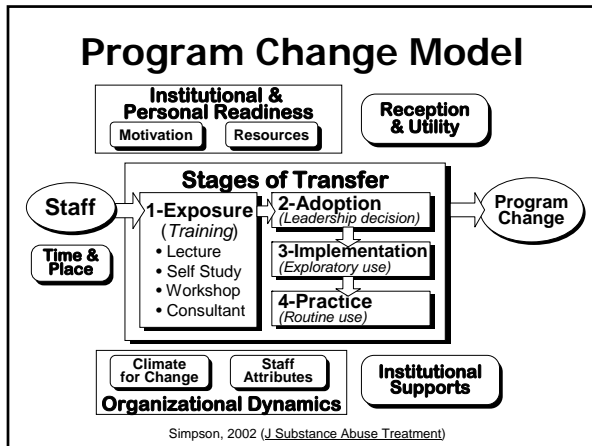 Program Change Model
Institutional &
Personal Readiness
Motivation
Resources
Reception
& Utility
Stages of Transfer
Staff
1-Exposure
(Training)
• Lecture
• Self Study
• Workshop
• Consultant
2-Adoption
(Leadership decision)
3-Implementation
(Exploratory use)
4-Practice
(Routine use)
Program
Change
Time &
Place
Climate
for Change
Staff
Attributes
Organizational Dynamics
Institutional
Supports
Simpson, 2002 (J Substance Abuse Treatment)